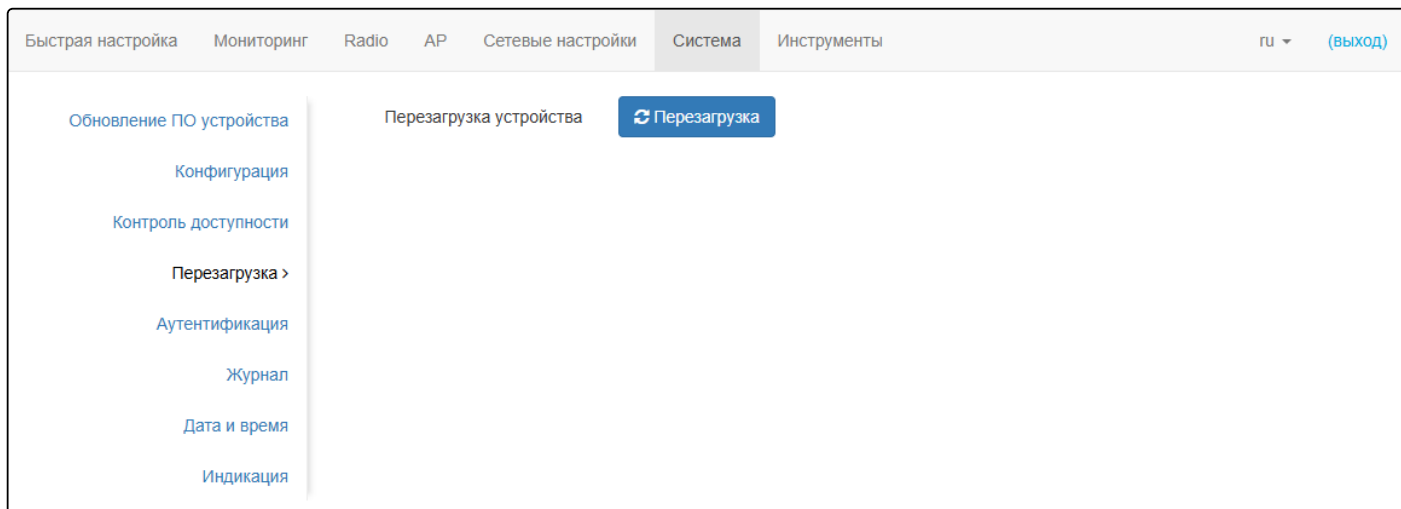 Быстрая настройка Мониторинг Radio AP Сетевые настройки Система Инструменты ru (выход)
Обновление ПО устройства
Перезагрузка устройства Перезагрузка
Конфигурация
Контроль доступности
Перезагрузка >
Аутентификация
Журнал
Дата и время
Индикация